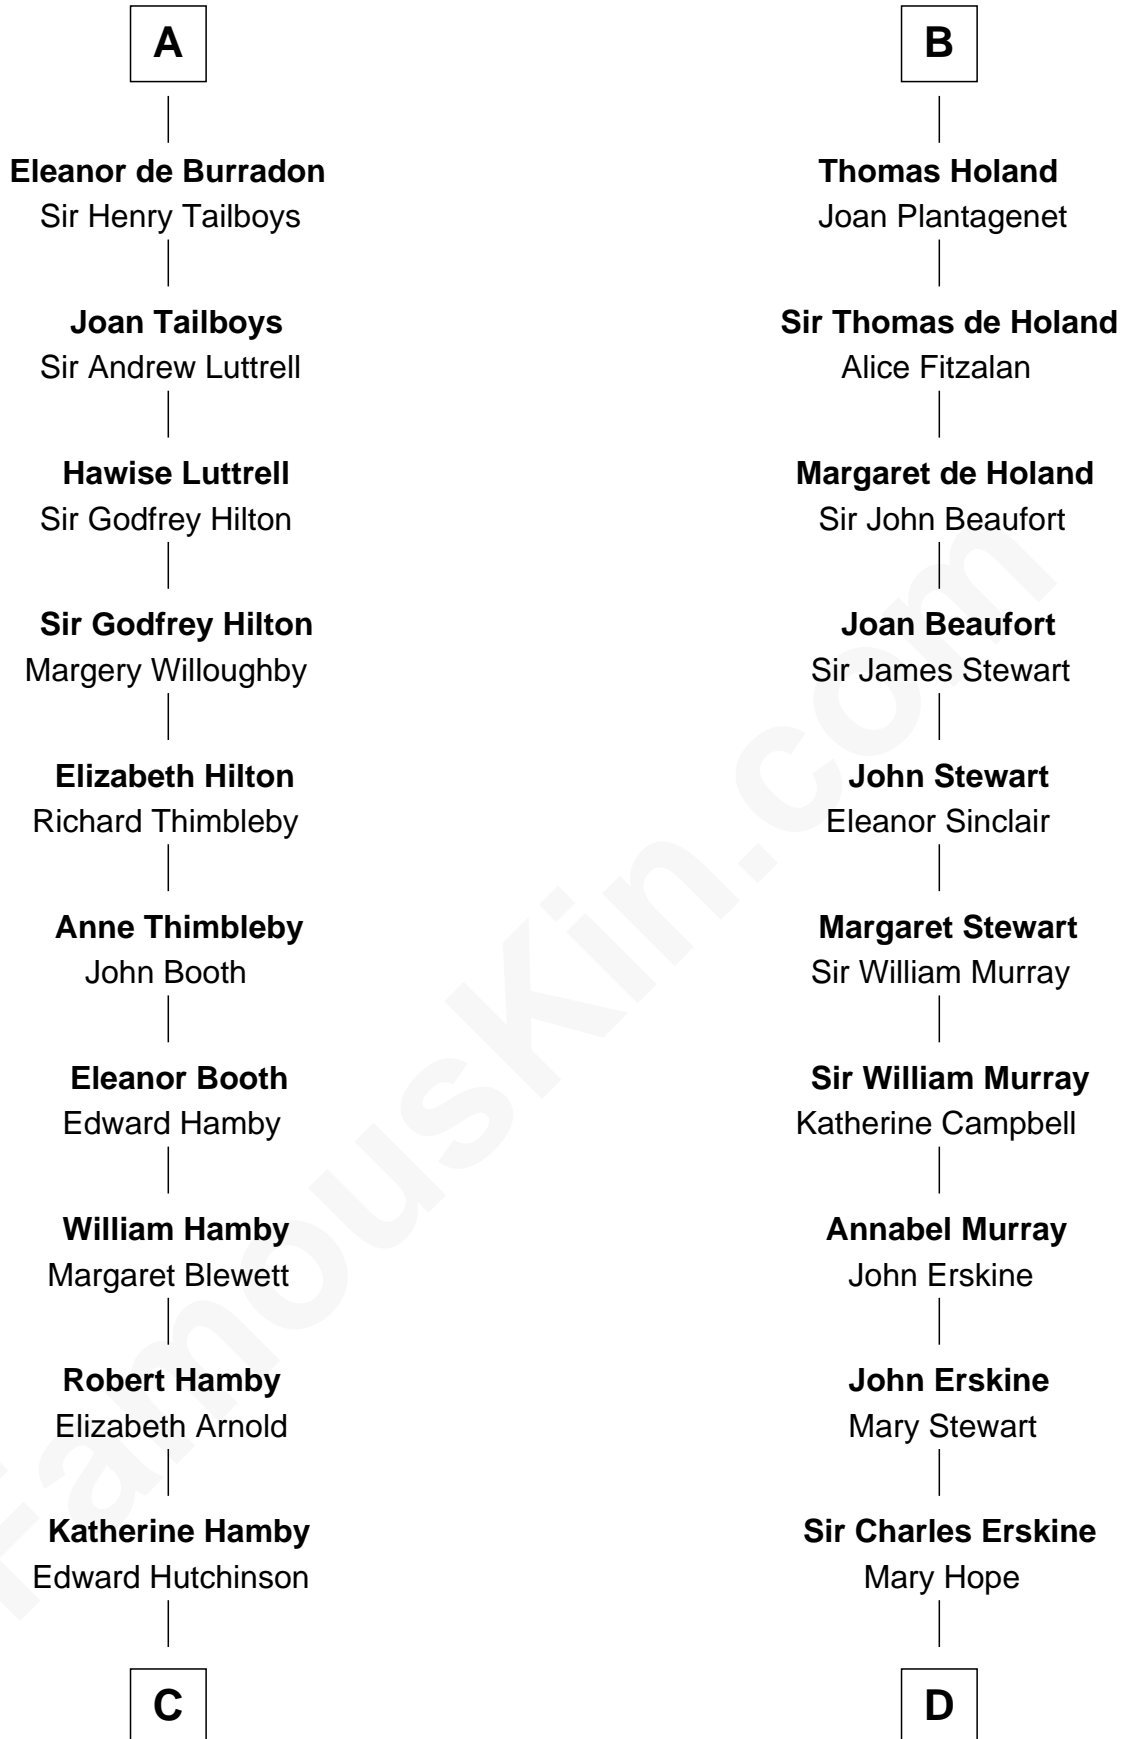 A
Eleanor de Burradon
Sir Henry Tailboys
Joan Tailboys
Sir Andrew Luttrell
Hawise Luttrell
Sir Godfrey Hilton
Sir Godfrey Hilton
Margery Willoughby
Elizabeth Hilton
Richard Thimbleby
Anne Thimbleby
John Booth
Eleanor Booth
Edward Hamby
William Hamby
Margaret Blewett
Robert Hamby
Elizabeth Arnold
Katherine Hamby
Edward Hutchinson
C
B
Thomas Holand
Joan Plantagenet
Sir Thomas de Holand
Alice Fitzalan
Margaret de Holand
Sir John Beaufort
Joan Beaufort
Sir James Stewart
John Stewart
Eleanor Sinclair
Margaret Stewart
Sir William Murray
Sir William Murray
Katherine Campbell
Annabel Murray
John Erskine
John Erskine
Mary Stewart
Sir Charles Erskine
Mary Hope
D
FamousKin.com